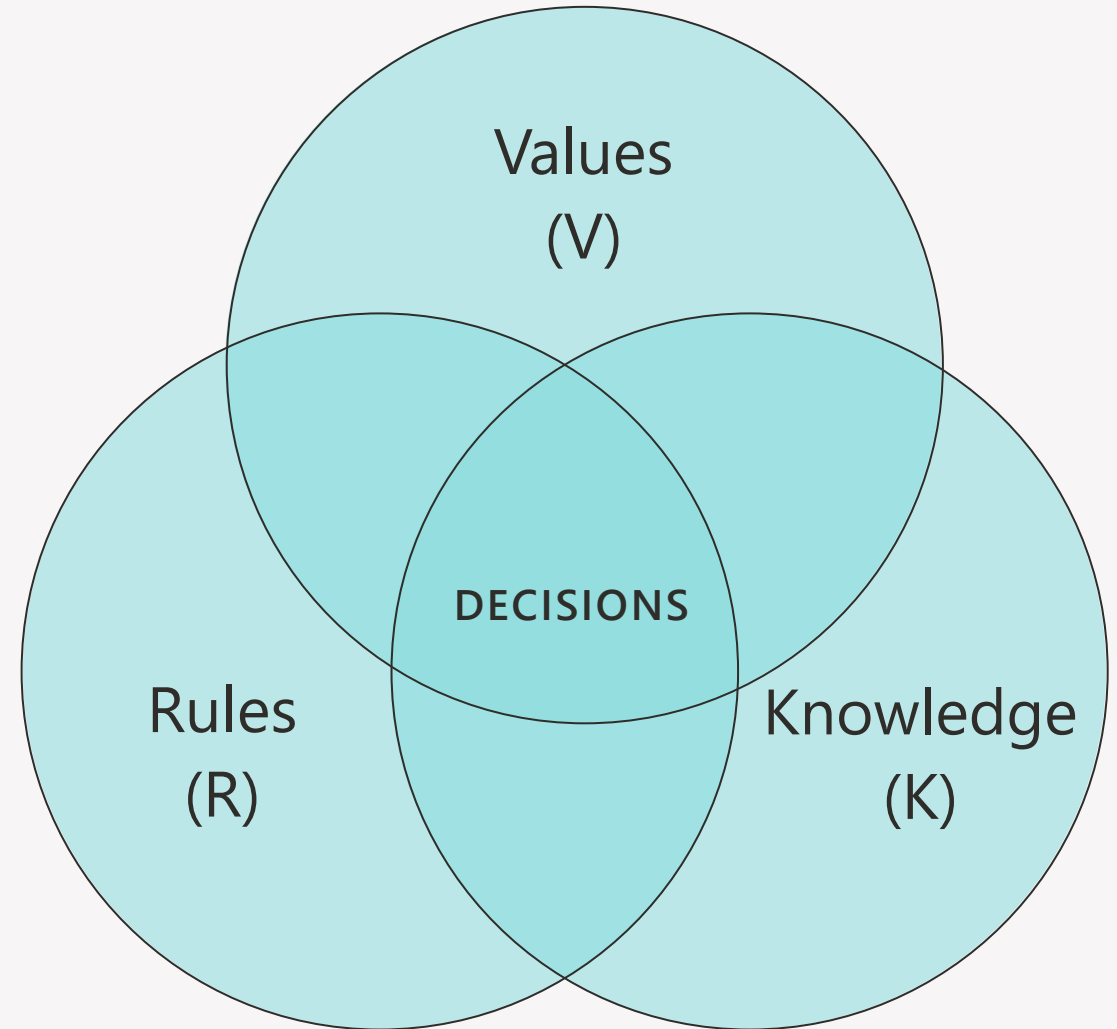 Values
(V)
DECISIONS
Rules
(R)
Knowledge
(K)